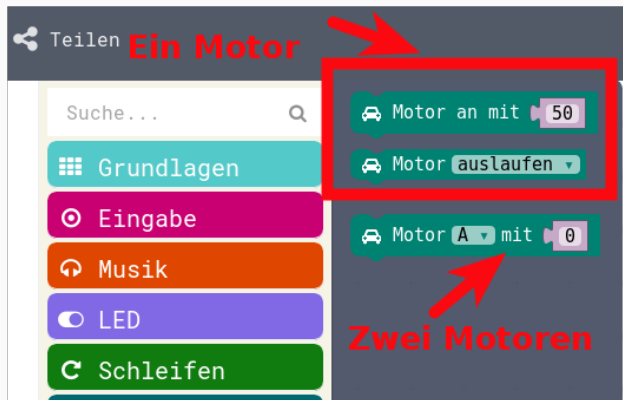 Teilen
Ein Motor
Suche...
Motor an mit 50
Grundlagen
Motor auslaufen
Eingabe
Motor A mit 0
Musik
LED
Zwei Motoren
Schleifen